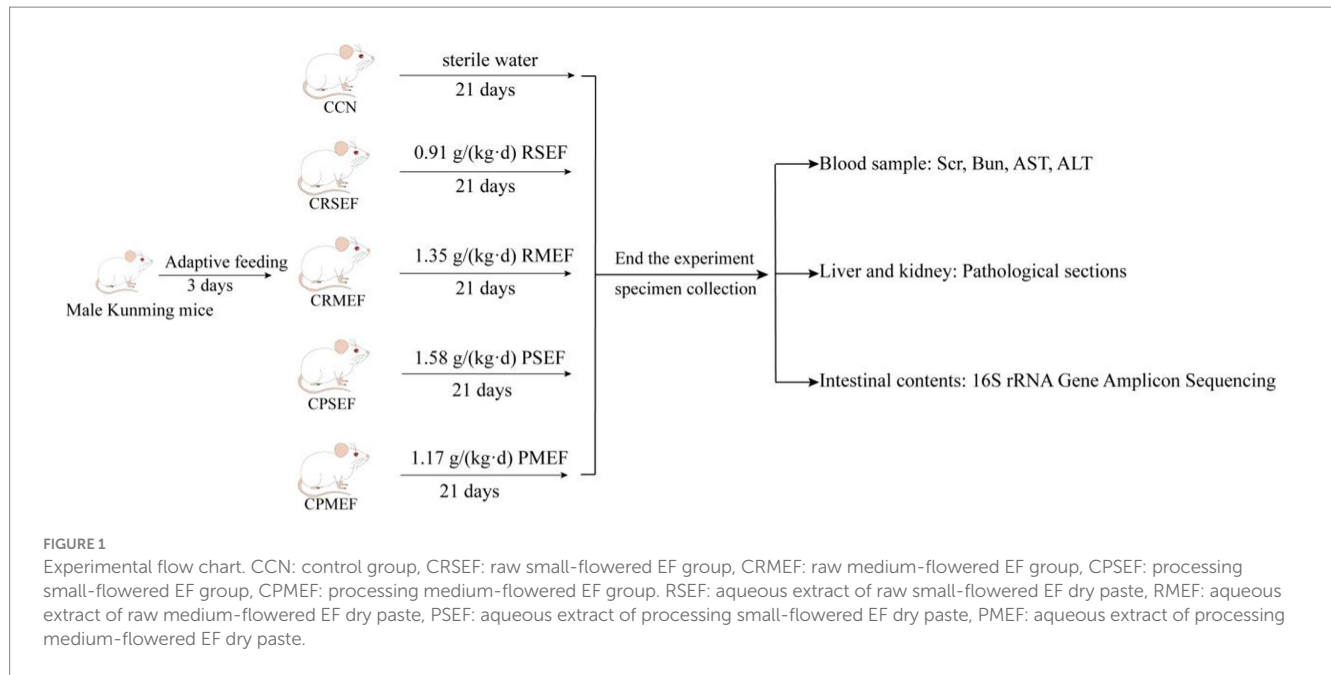 sterile water
21 days
CCN
0.91 g/(kg·d) RSEF
21 days
CRSEF
Adaptive feeding
3 days
Male Kunming mice
1.35 g/(kg·d) RMEF
21 days
CRMEF
1.58 g/(kg·d) PSEF
21 days
CPSEF
1.17 g/(kg·d) PMEF
21 days
CPMEF
End the experiment
specimen collection
Blood sample: Scr, Bun, AST, ALT
Liver and kidney: Pathological sections
Intestinal contents: 16S rRNA Gene Amplicon Sequencing
FIGURE 1
Experimental flow chart. CCN: control group, CRSEF: raw small-flowered EF group, CRMEF: raw medium-flowered EF group, CPSEF: processing
small-flowered EF group, CPMEF: processing medium-flowered EF group. RSEF: aqueous extract of raw small-flowered EF dry paste, RMEF: aqueous
extract of raw medium-flowered EF dry paste, PSEF: aqueous extract of processing small-flowered EF dry paste, PMEF: aqueous extract of processing
medium-flowered EF dry paste.